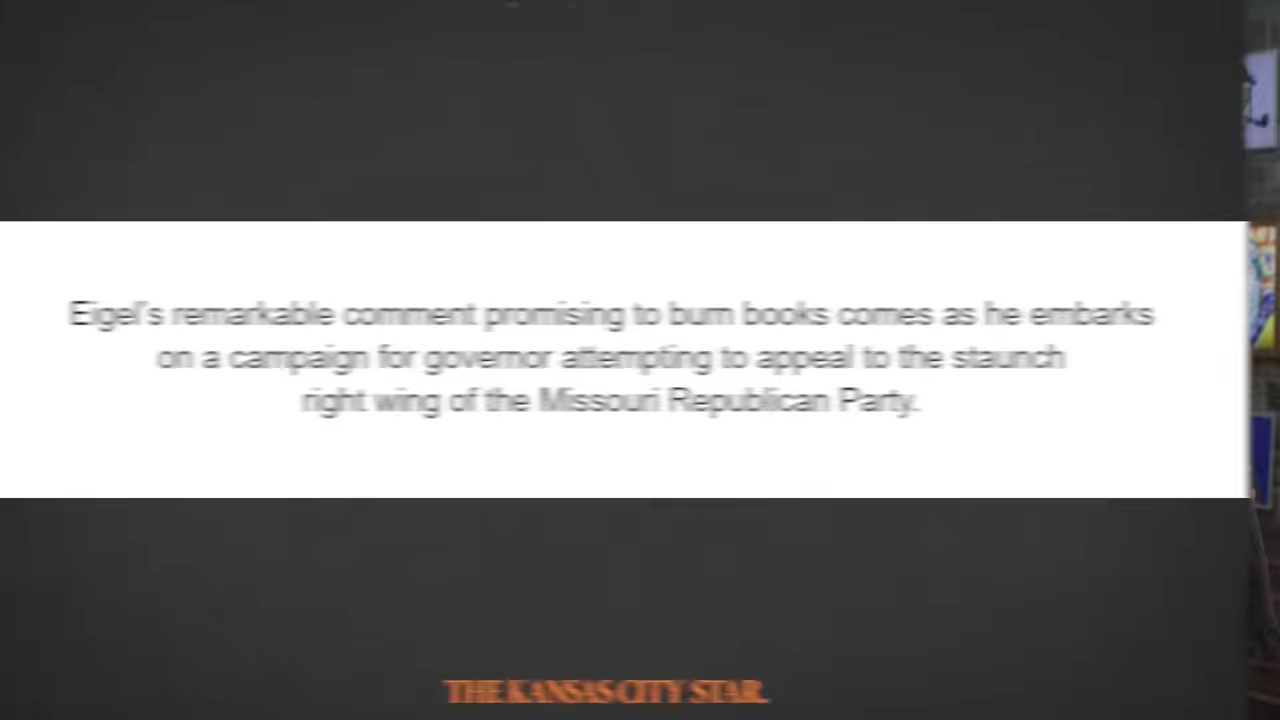 Eigel's remarkable comment promising to burn books comes as he embarks
on a campaign for governor attempting to appeal to the staunch
right wing of the Missouri Republican Party.
THE KANSAS CITY STAR.